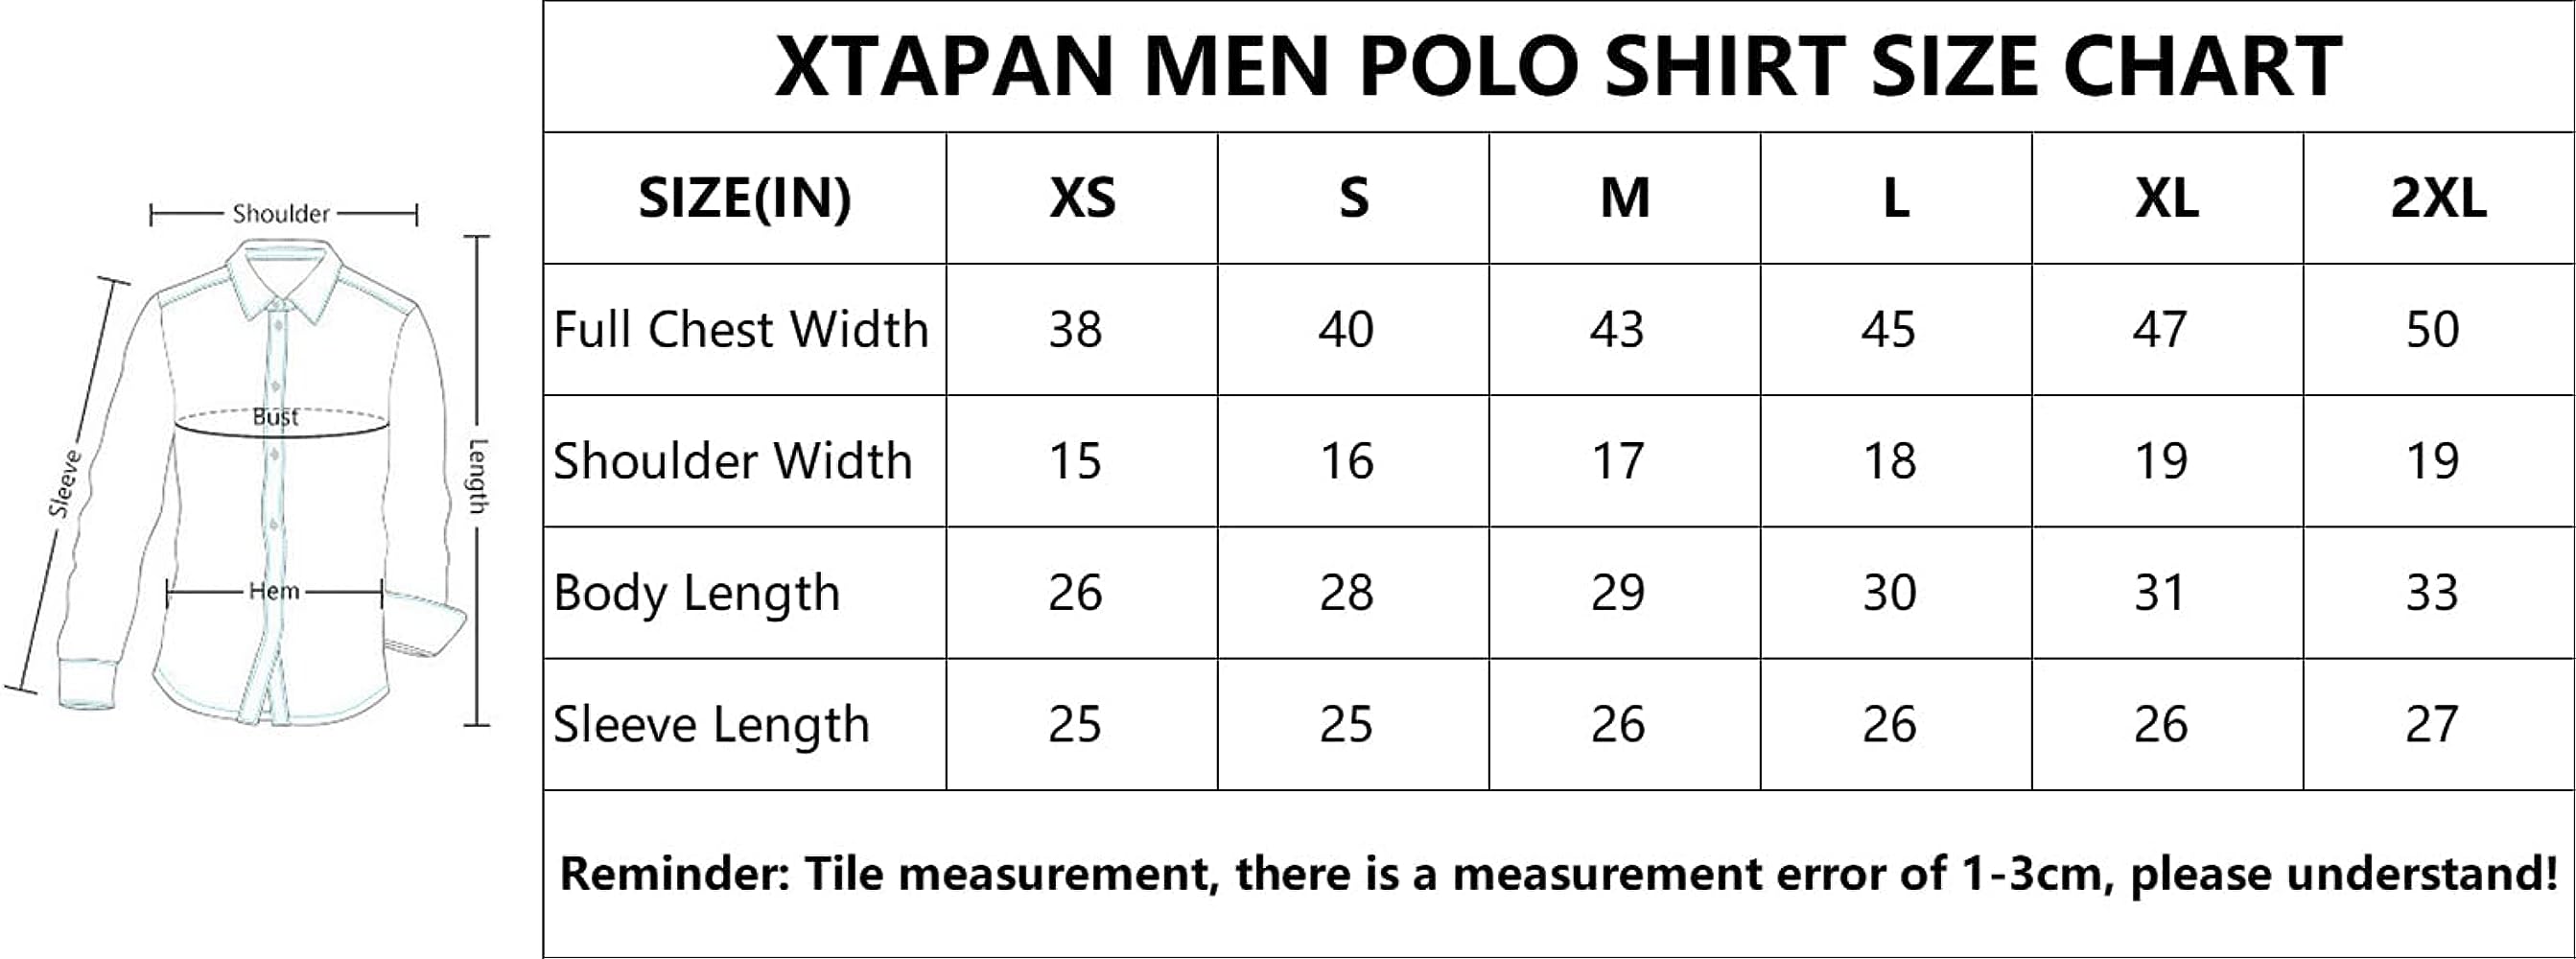 XTAPAN MEN POLO SHIRT SIZE CHART
SIZE(IN) XS S M L XL 2XL
Full Chest Width 38 40 43 45 47 50
Shoulder Width 15 16 17 18 19 19
Body Length 26 28 29 30 31 33
Sleeve Length 25 25 26 26 26 27
Reminder: Tile measurement, there is a measurement error of 1-3cm, please understand!
Shoulder
Bust
Sleeve
Length
Hem